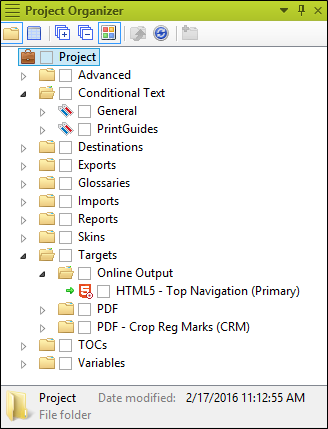 Project Organizer
Project
Advanced
Conditional Text
General
PrintGuides
Destinations
Exports
Glossaries
Imports
Reports
Skins
Targets
Online Output
HTML5 - Top Navigation (Primary)
PDF
PDF - Crop Reg Marks (CRM)
TOCs
Variables
Project Date modified: 2/17/2016 11:12:55 AM
File folder